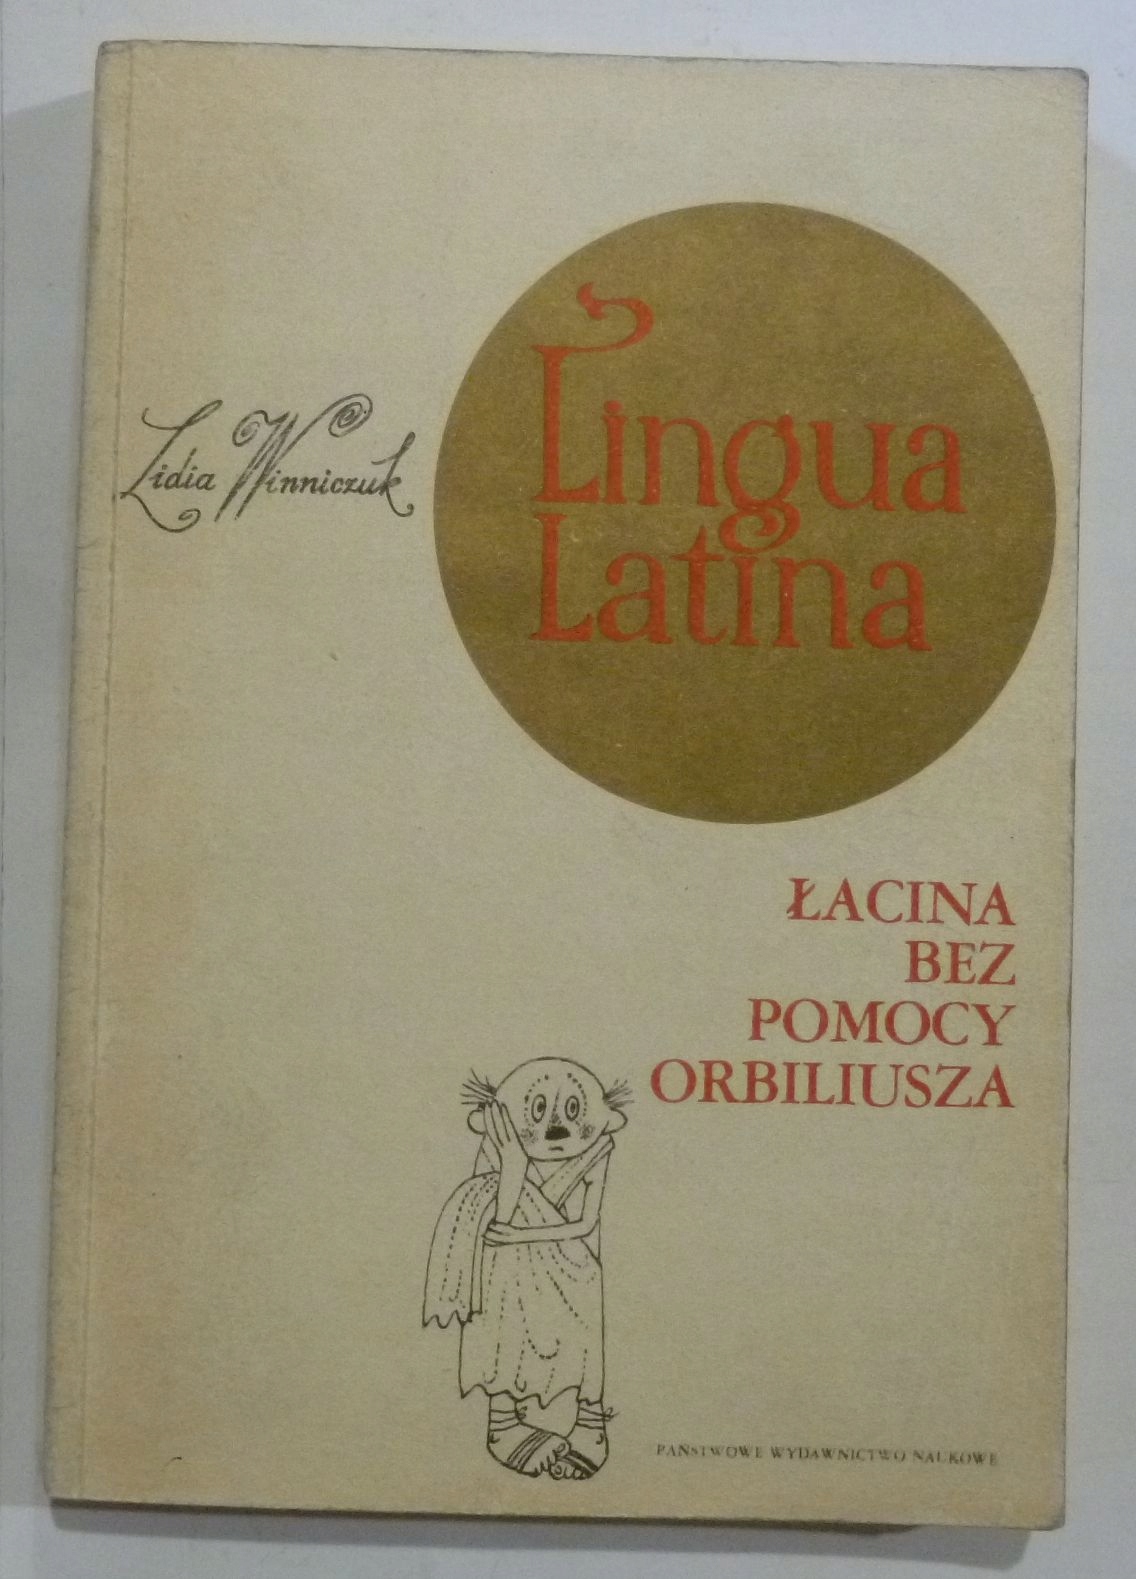 Lidia Winniczuk
Lingua
Latina
ŁACINA
BEZ
POMOCY
ORBILIUSZA
PAŃSTWOWE WYDAWNICTWO NAUKOWE